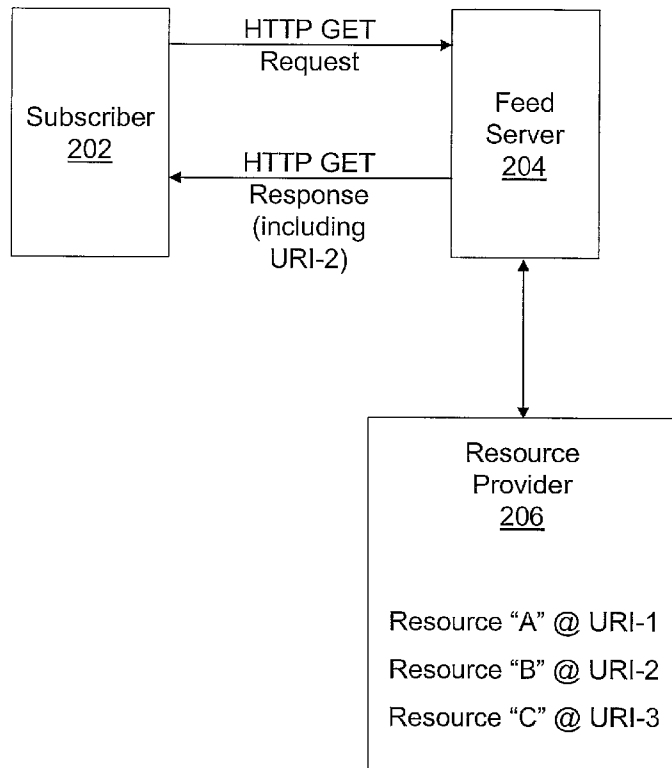 HTTP GET
Request
Subscriber
202
Feed
Server
204
HTTP GET
Response
(including
URI-2)
Resource
Provider
206
Resource “A” @ URI-1
Resource “B” @ URI-2
Resource “C” @ URI-3